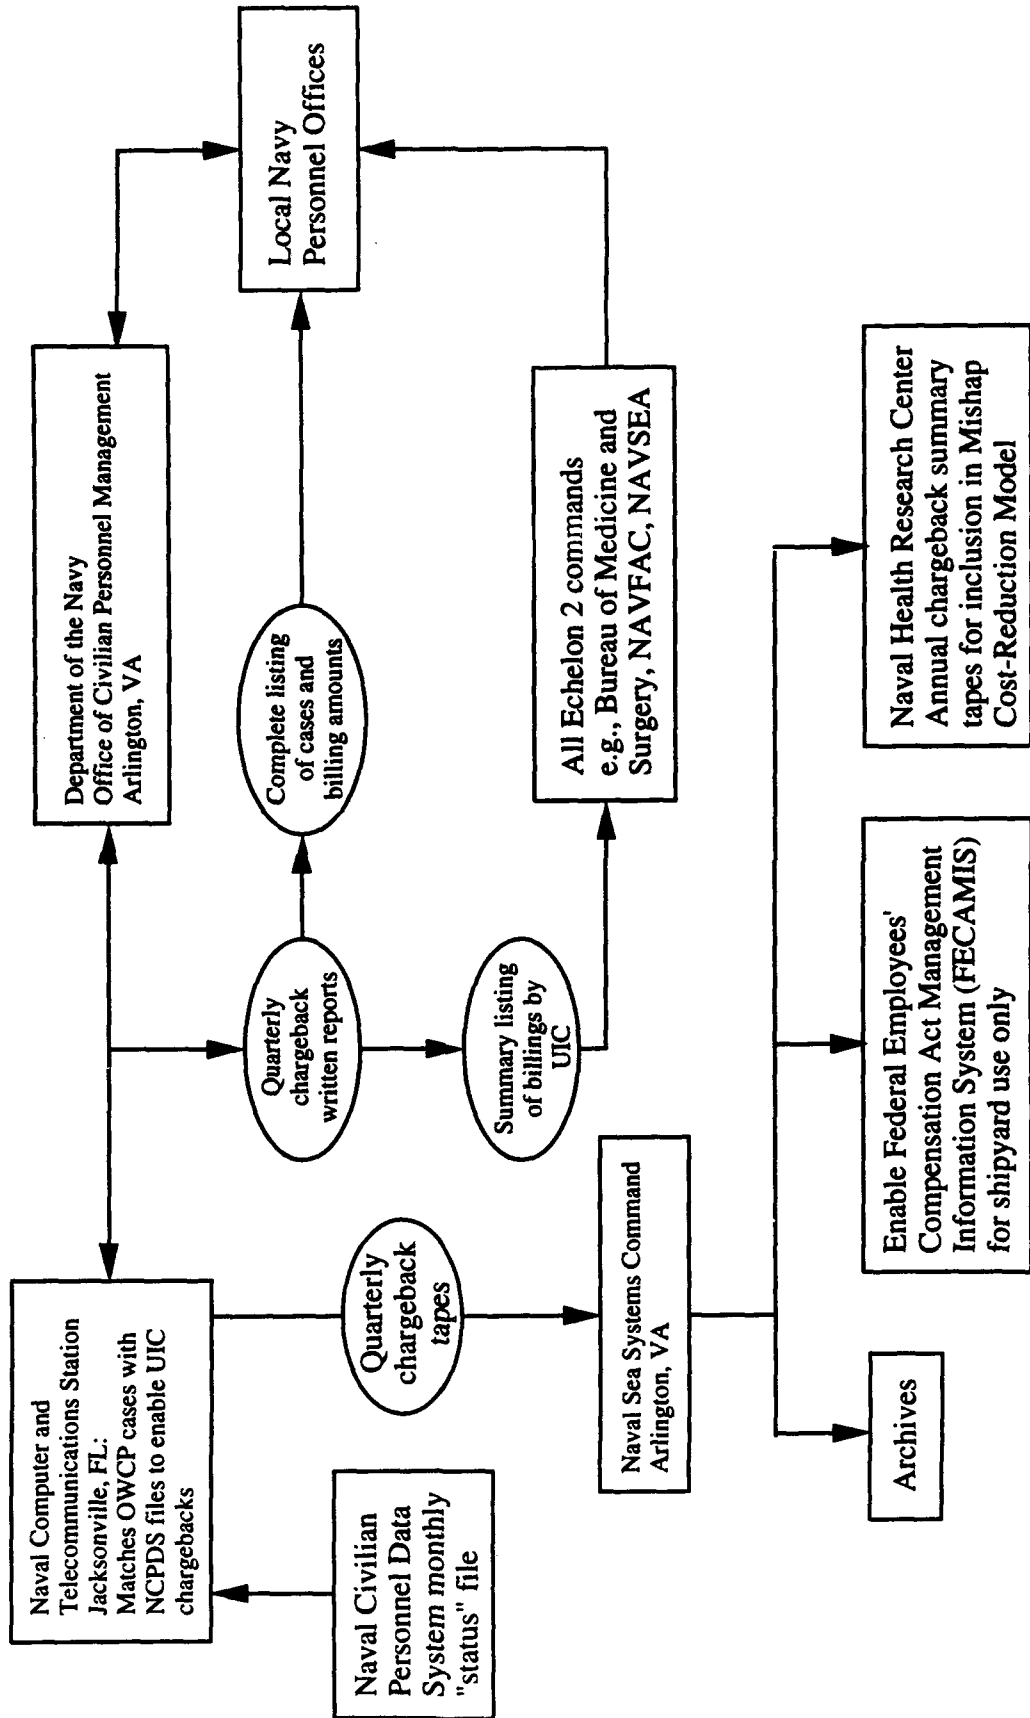 Naval Computer and
Telecommunications Station
Jacksonville, FL:
Matches OWCP cases with
NCPDS files to enable UIC
chargebacks
Department of the Navy
Office of Civilian Personnel Management
Arlington, VA
Naval Civilian
Personnel Data
System monthly
"status" file
Quarterly
chargeback
tapes
Quarterly
chargeback
written reports
Complete listing
of cases and
billing amounts
Local Navy
Personnel Offices
Summary listing
of billings by
UIC
Naval Sea Systems Command
Arlington, VA
All Echelon 2 commands
e.g., Bureau of Medicine and
Surgery, NAVFAC, NAVSEA
Archives
Enable Federal Employees'
Compensation Act Management
Information System (FECAMIS)
for shipyard use only
Naval Health Research Center
Annual chargeback summary
tapes for inclusion in Mishap
Cost-Reduction Model